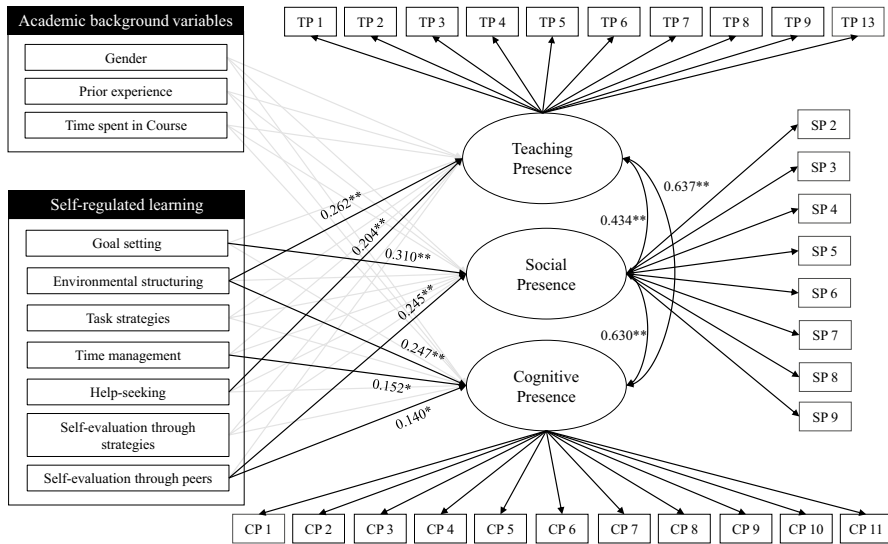 Academic background variables
Gender
Prior experience
Time spent in Course
Self-regulated learning
Goal setting
Environmental structuring
Task strategies
Time management
Help-seeking
Self-evaluation through
strategies
Self-evaluation through peers
TP 1
TP 2
TP 3
TP 4
TP 5
TP 6
TP 7
TP 8
TP 9
TP 13
Teaching
Presence
Social
Presence
Cognitive
Presence
0.262**
0.204**
0.310**
0.245**
0.247**
0.152*
0.140*
0.637**
0.434**
0.630**
SP 2
SP 3
SP 4
SP 5
SP 6
SP 7
SP 8
SP 9
CP 1
CP 2
CP 3
CP 4
CP 5
CP 6
CP 7
CP 8
CP 9
CP 10
CP 11